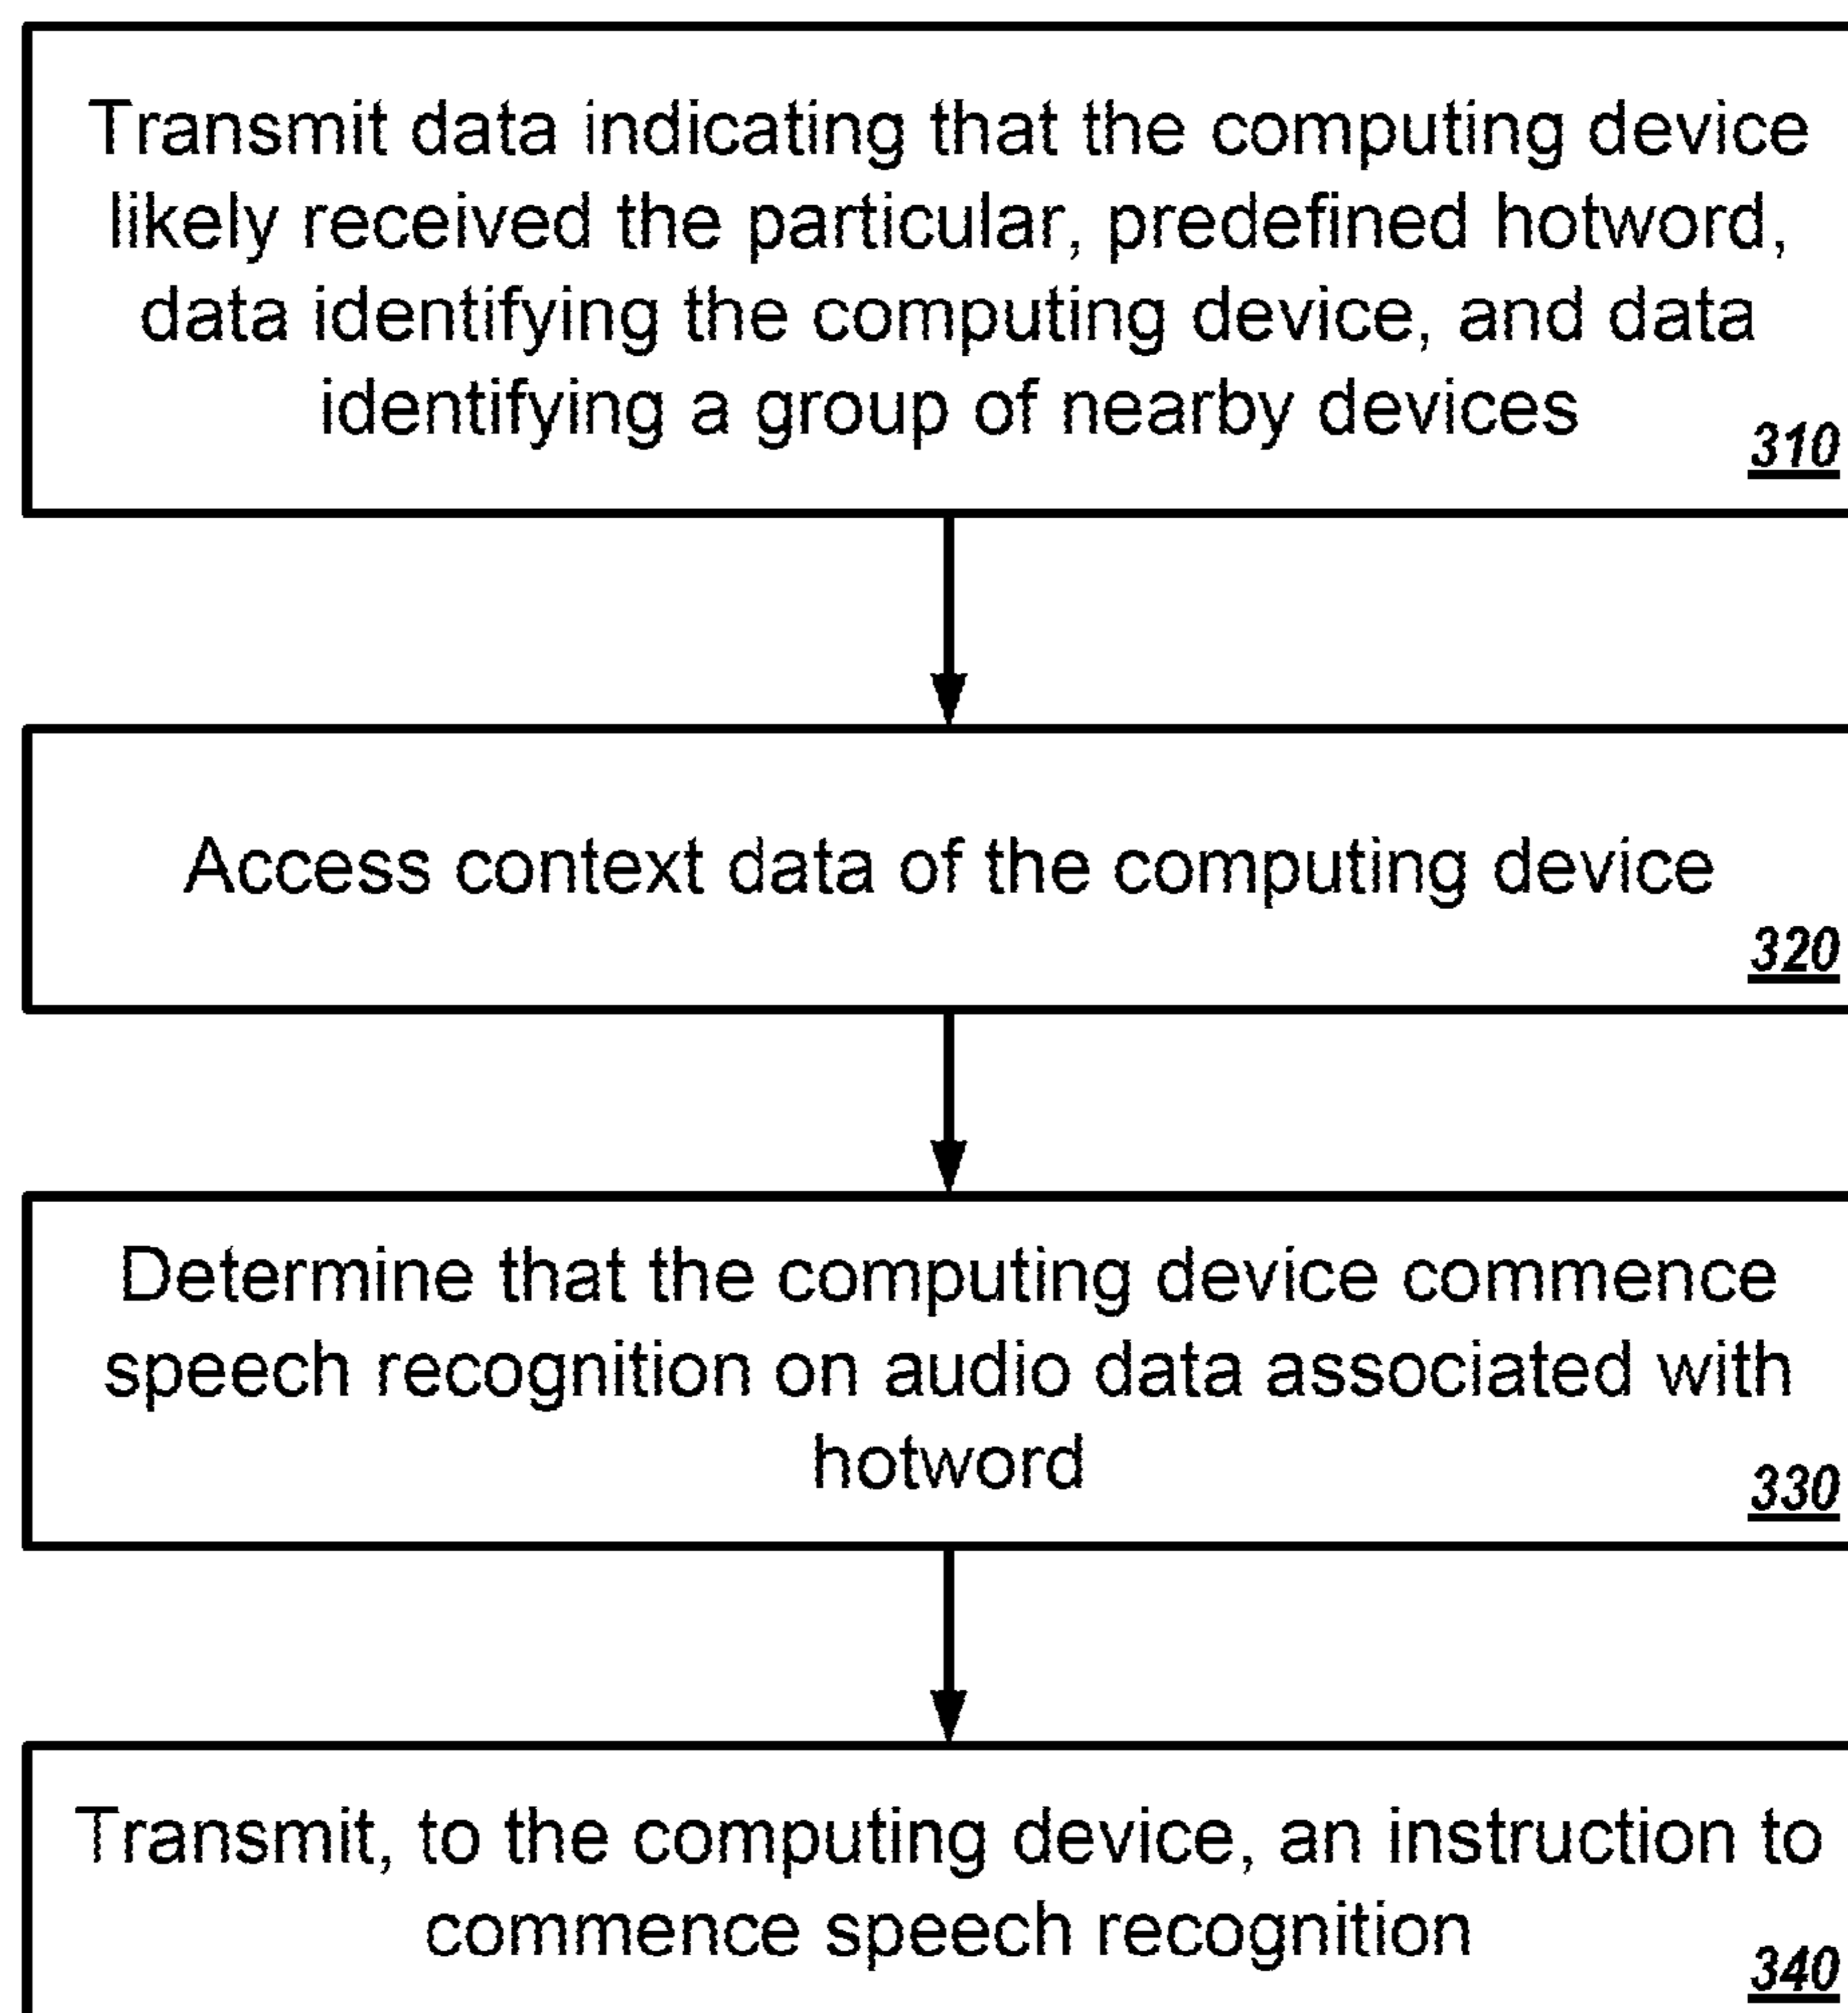 Transmit data indicating that the computing device
likely received the particular, predefined hotword,
data identifying the computing device, and data
identifying a group of nearby devices
310
Access context data of the computing device
320
Determine that the computing device commence
speech recognition on audio data associated with
hotword
330
Transmit, to the computing device, an instruction to
commence speech recognition
340